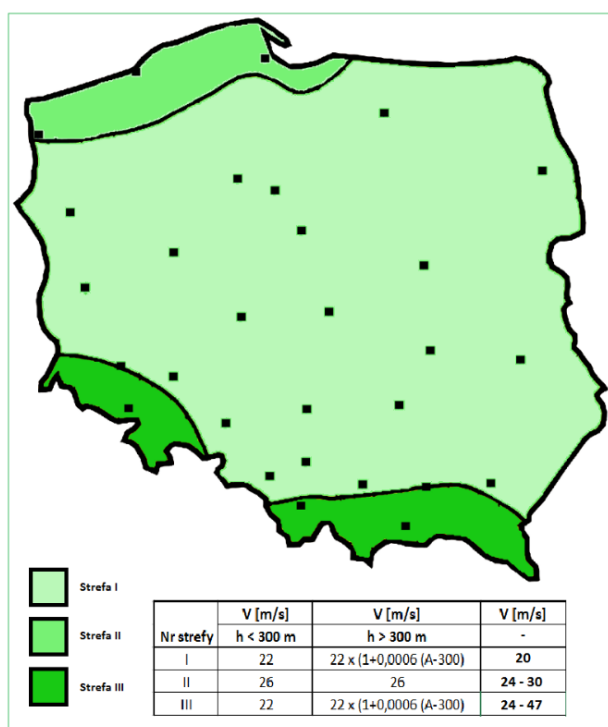 Strefa I
Strefa II
Strefa III
V [m/s] V [m/s] V [m/s]
Nr strefy h < 300 m h > 300 m -
I 22 22 x (1+0,0006 (A-300) 20
II 26 26 24 - 30
III 22 22 x (1+0,0006 (A-300) 24 - 47